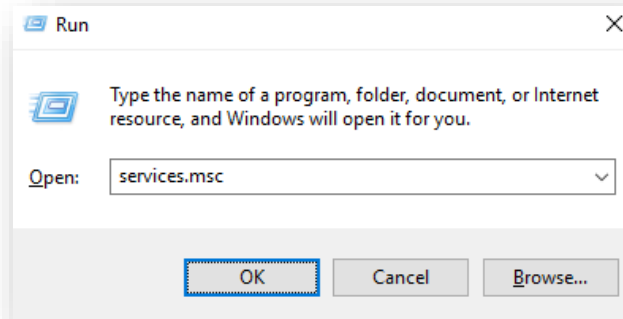 Run
Type the name of a program, folder, document, or Internet
resource, and Windows will open it for you.
Open: services.msc
OK Cancel Browse...